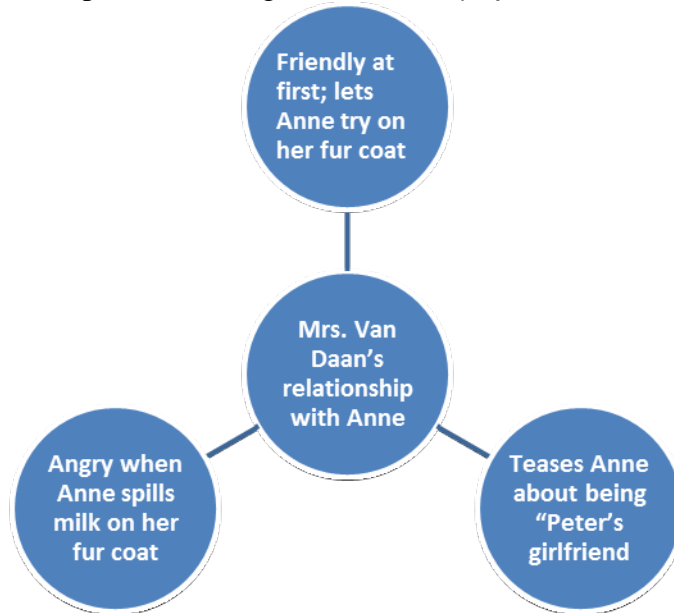 Friendly at
first; lets
Anne try on
her fur coat
Mrs. Van
Daan's
relationship
with Anne
Angry when
Anne spills
milk on her
fur coat
Teases Anne
about being
“Peter's
girlfriend